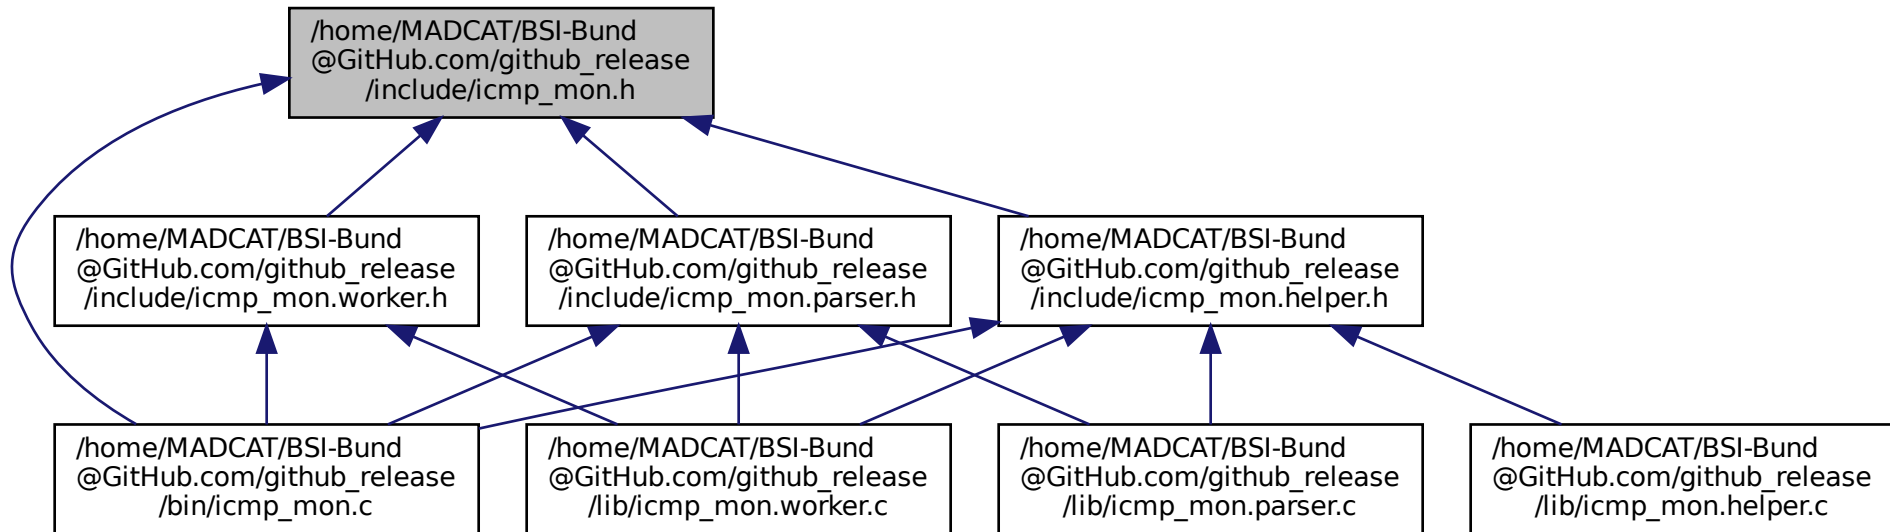 /home/MADCAT/BSI-Bund
@GitHub.com/github_release
/include/icmp_mon.h
/home/MADCAT/BSI-Bund
@GitHub.com/github_release
/include/icmp_mon.worker.h
/home/MADCAT/BSI-Bund
@GitHub.com/github_release
/include/icmp_mon.parser.h
/home/MADCAT/BSI-Bund
@GitHub.com/github_release
/include/icmp_mon.helper.h
/home/MADCAT/BSI-Bund
@GitHub.com/github_release
/bin/icmp_mon.c
/home/MADCAT/BSI-Bund
@GitHub.com/github_release
/lib/icmp_mon.worker.c
/home/MADCAT/BSI-Bund
@GitHub.com/github_release
/lib/icmp_mon.parser.c
/home/MADCAT/BSI-Bund
@GitHub.com/github_release
/lib/icmp_mon.helper.c